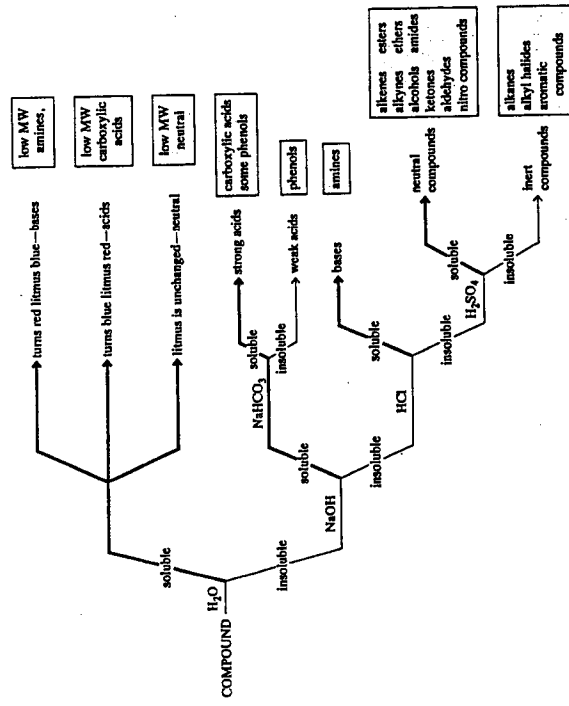 COMPOUND
H₂O
soluble
insoluble
turns red litmus blue—bases
low MW
amines,
turns blue litmus red—acids
low MW
carboxylic
acids
litmus is unchanged—neutral
low MW
neutral
NaOH
soluble
insoluble
NaHCO₃
soluble
insoluble
strong acids
carboxylic acids
some phenols
weak acids
phenols
HCl
soluble
insoluble
bases
amines
H₂SO₄
soluble
insoluble
neutral
compounds
alkenes esters
alkynes ethers
alcohols amides
ketones
aldehydes
nitro compounds
inert
compounds
alkanes
alkyl halides
aromatic
compounds